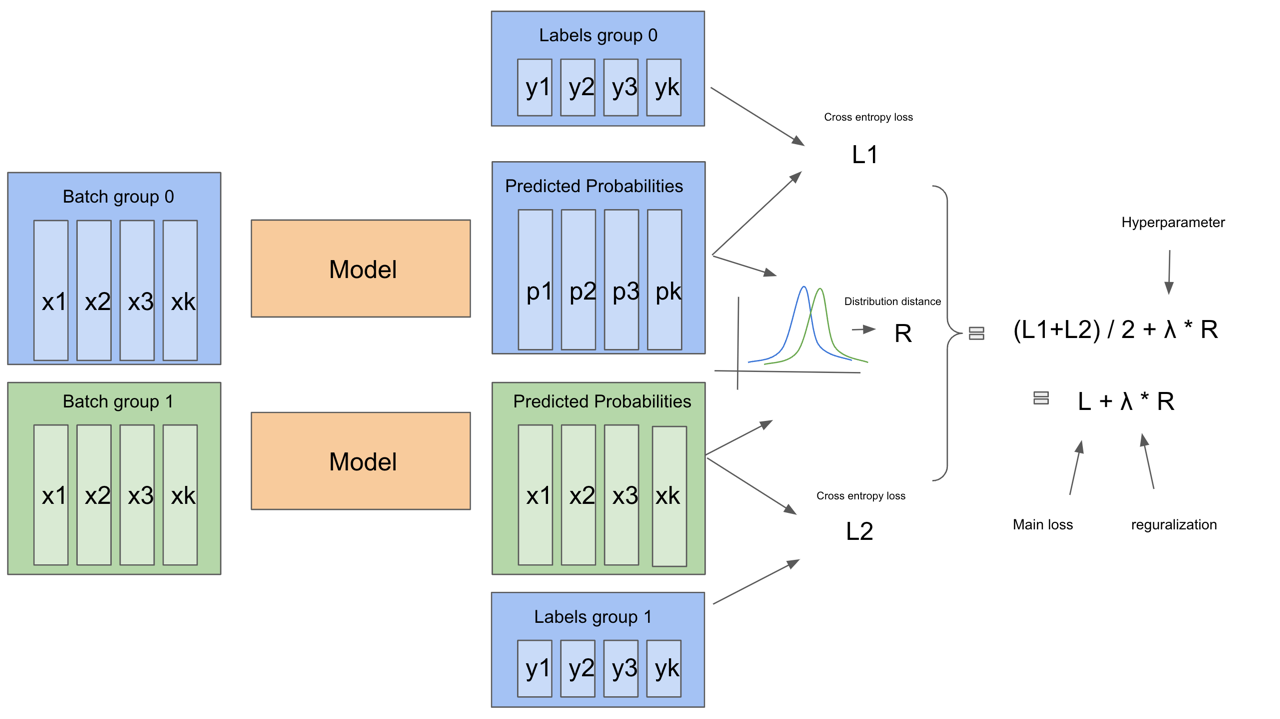 Labels group 0
y1 y2 y3 yk
Cross entropy loss
L1
Batch group 0
x1 x2 x3 xk
Model
Predicted Probabilities
p1 p2 p3 pk
Distribution distance
R
Hyperparameter
(L1+L2) / 2 + λ * R
= L + λ * R
=
Main loss
reguralization
Batch group 1
x1 x2 x3 xk
Model
Predicted Probabilities
x1 x2 x3 xk
Cross entropy loss
L2
Labels group 1
y1 y2 y3 yk